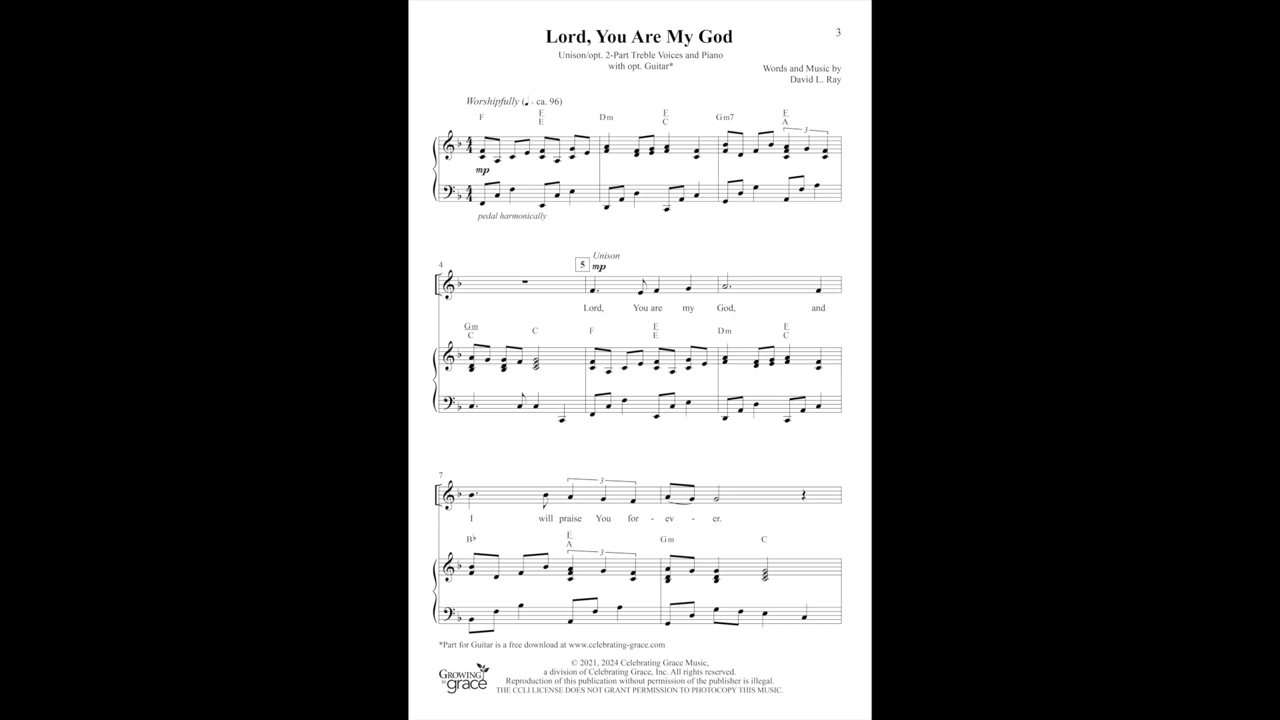 Lord, You Are My God
3
Unison/opt. 2-Part Treble Voices and Piano
with opt. Guitar*
Words and Music by
David L. Ray
Worshipfully (♩ = ca. 96)
F F/E Dm F/C Gm7 F/A
3
mp
pedal harmonically
4
5 Unison
mp
Lord, You are my God, and
Gm/C C F F/E Dm F/C
7
3
I will praise You for - ev - er.
B♭ F/A Gm C
3
*Part for Guitar is a free download at www.celebrating-grace.com
GROWING IN grace
© 2021, 2024 Celebrating Grace Music,
a division of Celebrating Grace, Inc. All rights reserved.
Reproduction of this publication without permission of the publisher is illegal.
THE CCLI LICENSE DOES NOT GRANT PERMISSION TO PHOTOCOPY THIS MUSIC.